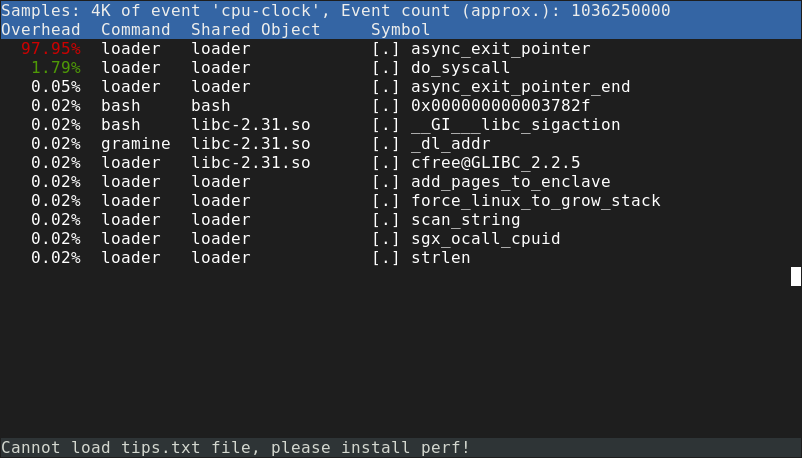 Samples: 4K of event 'cpu-clock', Event count (approx.): 1036250000
Overhead  Command  Shared Object     Symbol
  97.95%  loader   loader            [.] async_exit_pointer
   1.79%  loader   loader            [.] do_syscall
   0.05%  loader   loader            [.] async_exit_pointer_end
   0.02%  bash     bash              [.] 0x000000000003782f
   0.02%  bash     libc-2.31.so      [.] __GI___libc_sigaction
   0.02%  gramine  libc-2.31.so      [.] _dl_addr
   0.02%  loader   libc-2.31.so      [.] cfree@GLIBC_2.2.5
   0.02%  loader   loader            [.] add_pages_to_enclave
   0.02%  loader   loader            [.] force_linux_to_grow_stack
   0.02%  loader   loader            [.] scan_string
   0.02%  loader   loader            [.] sgx_ocall_cpuid
   0.02%  loader   loader            [.] strlen
Cannot load tips.txt file, please install perf!